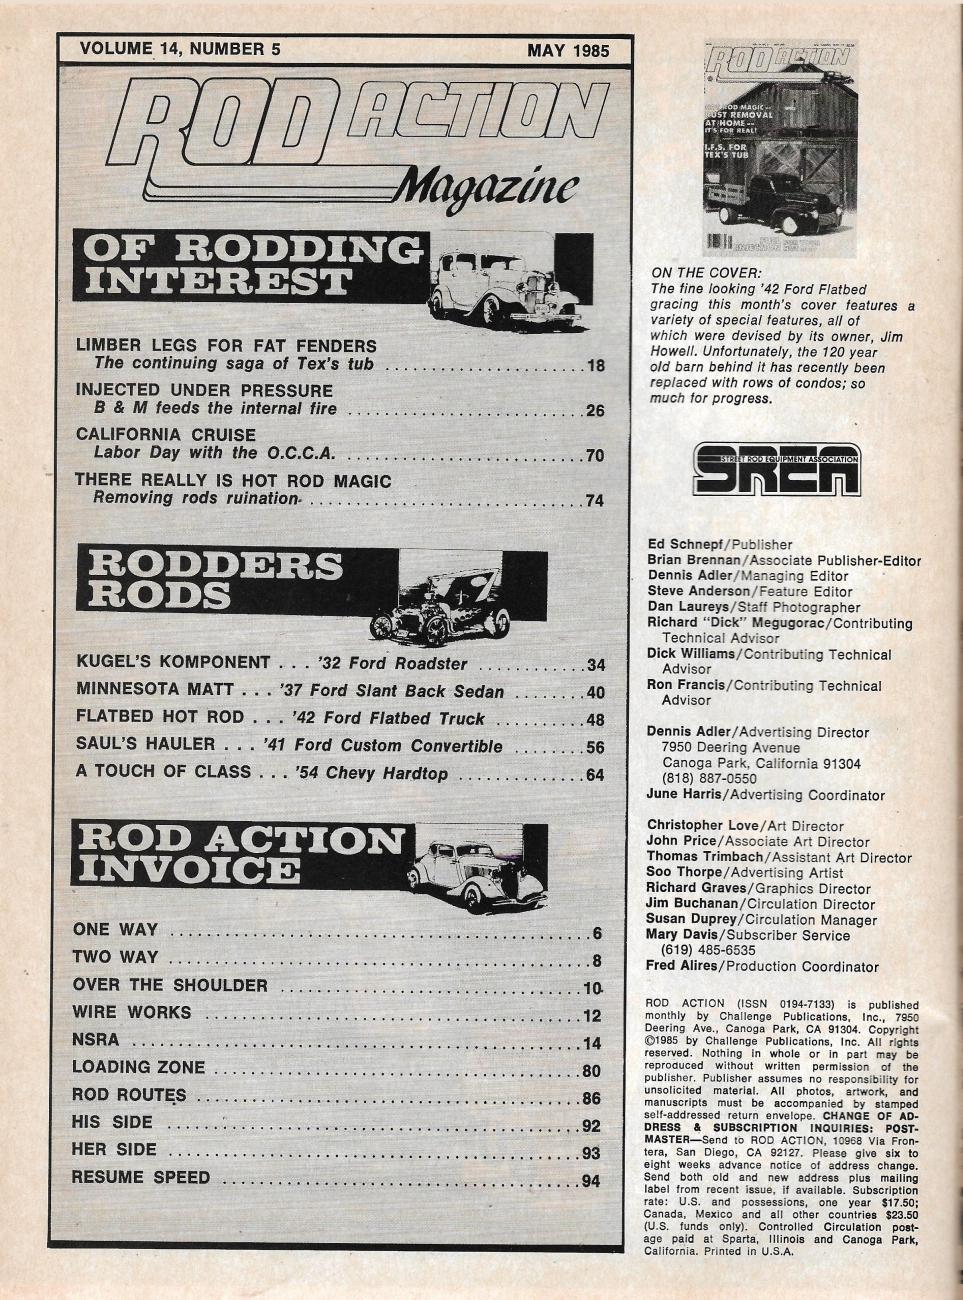 VOLUME 14, NUMBER 5 MAY 1985
ROD ACTION
Magazine
OF RODDING
INTEREST
LIMBER LEGS FOR FAT FENDERS
The continuing saga of Tex's tub ........................18
INJECTED UNDER PRESSURE
B & M feeds the internal fire ............................26
CALIFORNIA CRUISE
Labor Day with the O.C.C.A. ............................70
THERE REALLY IS HOT ROD MAGIC
Removing rods ruination ................................74
RODDERS
RODS
KUGEL'S KOMPONENT . . . '32 Ford Roadster .............34
MINNESOTA MATT . . . '37 Ford Slant Back Sedan ........40
FLATBED HOT ROD . . . '42 Ford Flatbed Truck ..........48
SAUL'S HAULER . . . '41 Ford Custom Convertible ........56
A TOUCH OF CLASS . . . '54 Chevy Hardtop ...............64
ROD ACTION
INVOICE
ONE WAY ..................................................6
TWO WAY ..................................................8
OVER THE SHOULDER .....................................10
WIRE WORKS ..............................................12
NSRA .....................................................14
LOADING ZONE ............................................80
ROD ROUTES ..............................................86
HIS SIDE .................................................92
HER SIDE .................................................93
RESUME SPEED ...........................................94
ROD ACTION
ROD MAGIC—
RUST REMOVAL
AT HOME—
IT'S FOR REAL!
I.F.S. FOR
TEX'S TUB
ON THE COVER:
The fine looking '42 Ford Flatbed
gracing this month's cover features a
variety of special features, all of
which were devised by its owner, Jim
Howell. Unfortunately, the 120 year
old barn behind it has recently been
replaced with rows of condos; so
much for progress.
STREET ROD EQUIPMENT ASSOCIATION
SREA
Ed Schnepf/Publisher
Brian Brennan/Associate Publisher-Editor
Dennis Adler/Managing Editor
Steve Anderson/Feature Editor
Dan Laureys/Staff Photographer
Richard "Dick" Megugorac/Contributing
Technical Advisor
Dick Williams/Contributing Technical
Advisor
Ron Francis/Contributing Technical
Advisor
Dennis Adler/Advertising Director
7950 Deering Avenue
Canoga Park, California 91304
(818) 887-0550
June Harris/Advertising Coordinator
Christopher Love/Art Director
John Price/Associate Art Director
Thomas Trimbach/Assistant Art Director
Soo Thorpe/Advertising Artist
Richard Graves/Graphics Director
Jim Buchanan/Circulation Director
Susan Duprey/Circulation Manager
Mary Davis/Subscriber Service
(619) 485-6535
Fred Alires/Production Coordinator
ROD ACTION (ISSN 0194-7133) is published
monthly by Challenge Publications, Inc., 7950
Deering Ave., Canoga Park, CA 91304. Copyright
©1985 by Challenge Publications, Inc. All rights
reserved. Nothing in whole or in part may be
reproduced without written permission of the
publisher. Publisher assumes no responsibility for
unsolicited material. All photos, artwork, and
manuscripts must be accompanied by stamped
self-addressed return envelope. CHANGE OF AD-
DRESS & SUBSCRIPTION INQUIRIES: POST-
MASTER—Send to ROD ACTION, 10968 Via Fron-
tera, San Diego, CA 92127. Please give six to
eight weeks advance notice of address change.
Send both old and new address plus mailing
label from recent issue, if available. Subscription
rate: U.S. and possessions, one year $17.50;
Canada, Mexico and all other countries $23.50
(U.S. funds only). Controlled Circulation post-
age paid at Sparta, Illinois and Canoga Park,
California. Printed in U.S.A.